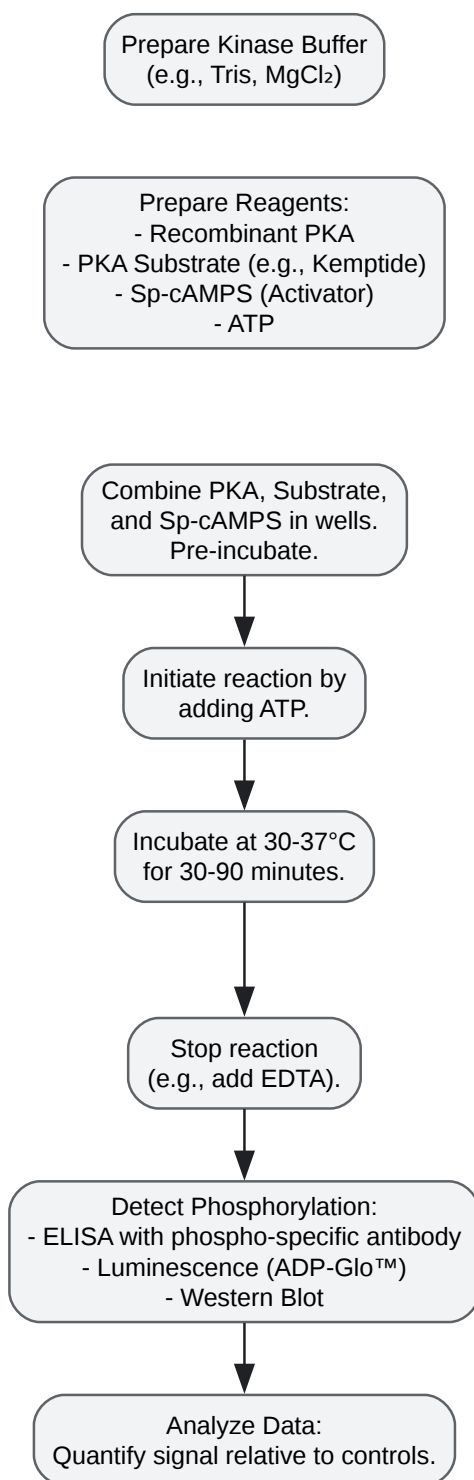 Prepare Kinase Buffer
(e.g., Tris, MgCl₂)
Prepare Reagents:
- Recombinant PKA
- PKA Substrate (e.g., Kemptide)
- Sp-cAMPS (Activator)
- ATP
Combine PKA, Substrate,
and Sp-cAMPS in wells.
Pre-incubate.
Initiate reaction by
adding ATP.
Incubate at 30-37°C
for 30-90 minutes.
Stop reaction
(e.g., add EDTA).
Detect Phosphorylation:
- ELISA with phospho-specific antibody
- Luminescence (ADP-Glo™)
- Western Blot
Analyze Data:
Quantify signal relative to controls.